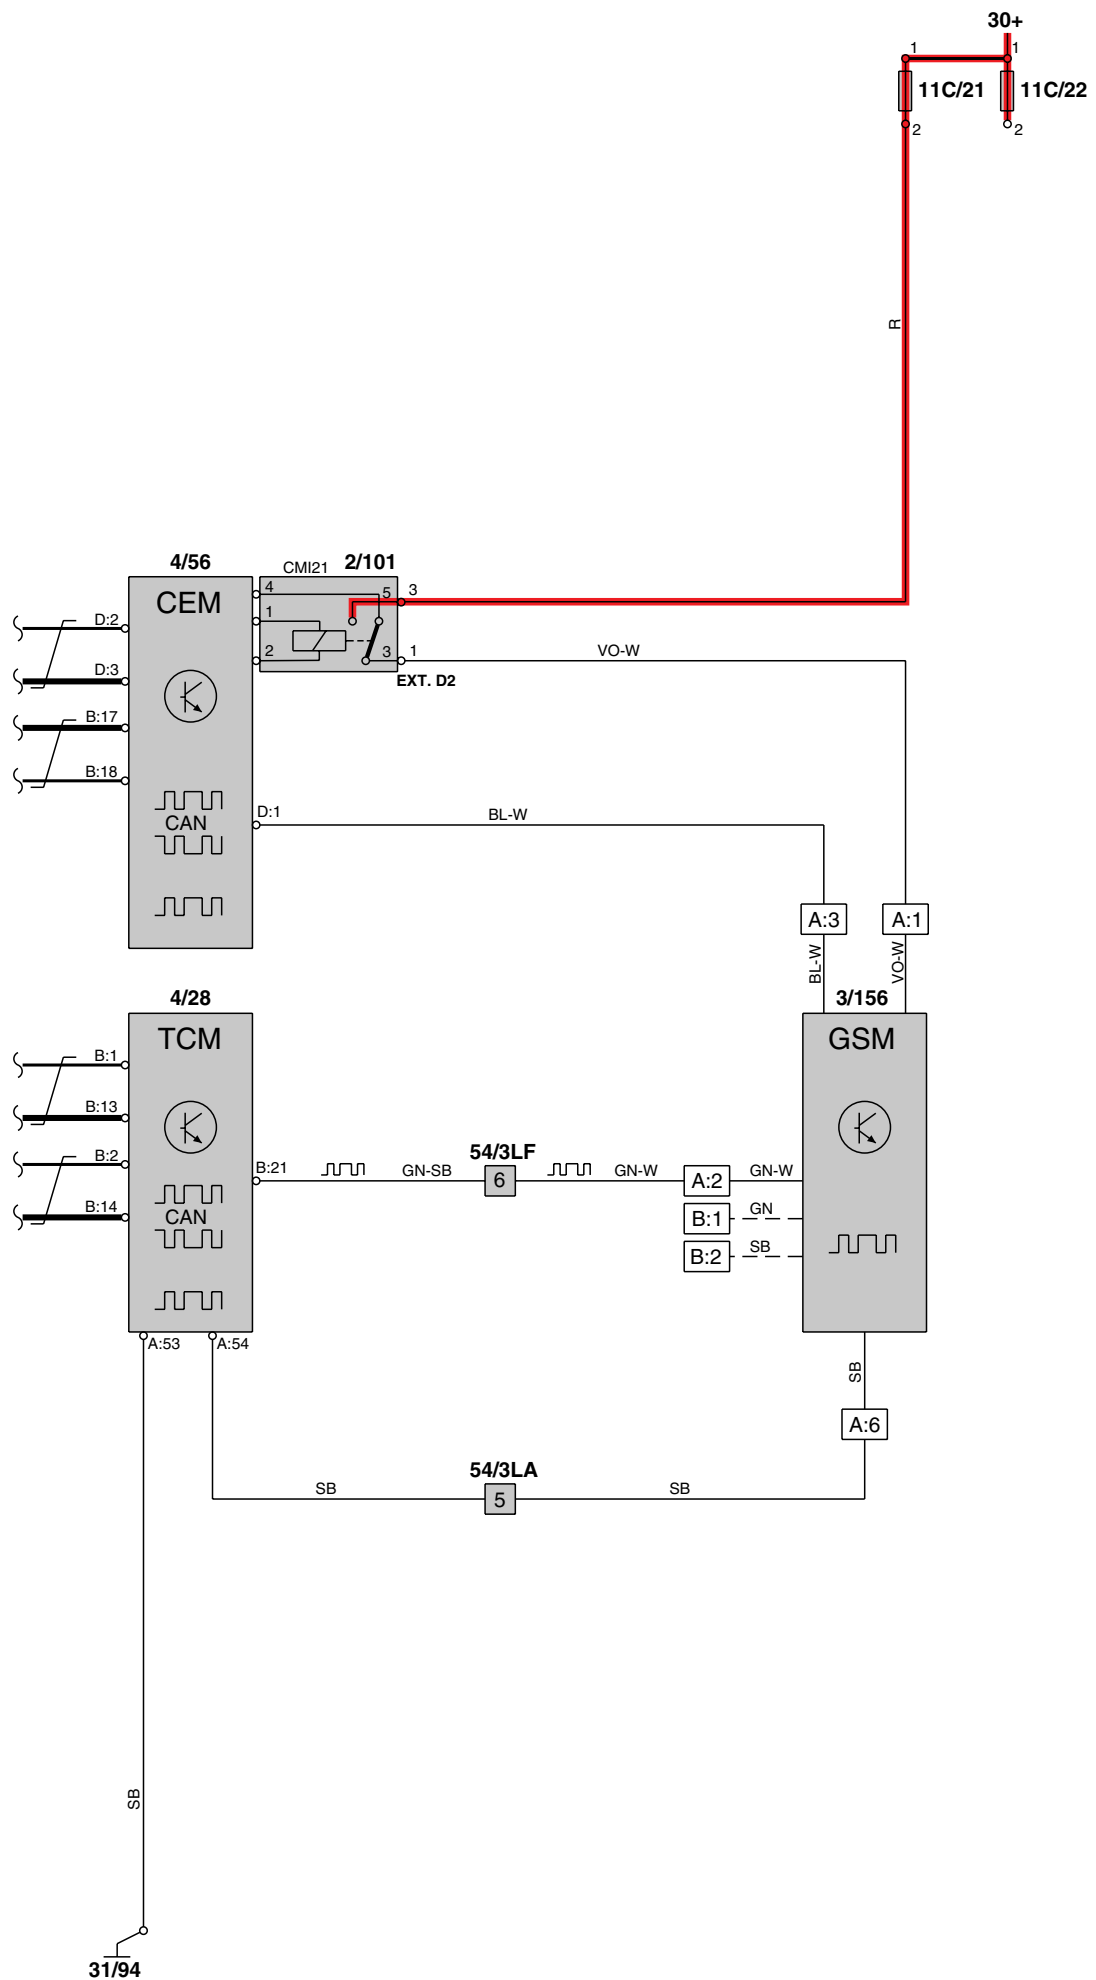 30+
1
1
11C/21
11C/22
2
2
R
4/56
CMI21
2/101
CEM
4
5
3
1
D:2
2
3
1
VO-W
D:3
EXT. D2
B:17
B:18
D:1
BL-W
CAN
A:3
A:1
BL-W
VO-W
4/28
3/156
TCM
GSM
B:1
B:13
54/3LF
B:2
B:21
GN-SB
6
GN-W
A:2
GN-W
B:14
CAN
B:1
GN
B:2
SB
A:53
A:54
SB
A:6
54/3LA
SB
5
SB
SB
31/94